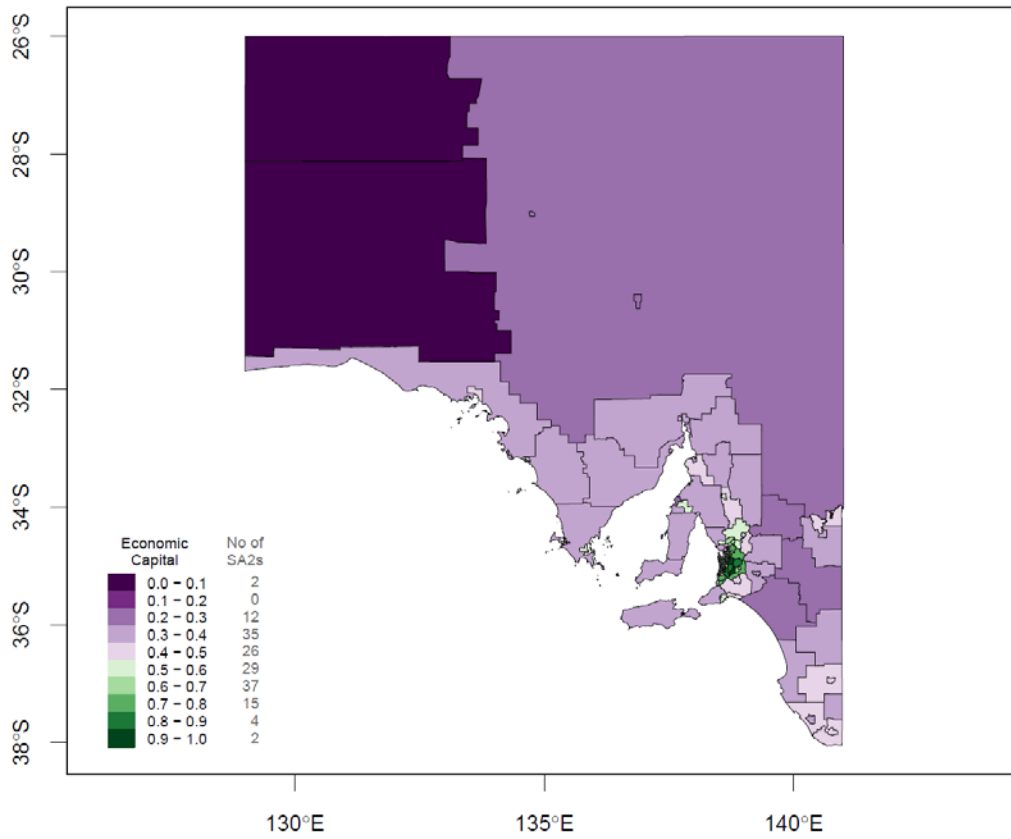 26°S
28°S
30°S
32°S
34°S
36°S
38°S
Economic Capital No of SA2s
0.0 – 0.1 2
0.1 – 0.2 0
0.2 – 0.3 12
0.3 – 0.4 35
0.4 – 0.5 26
0.5 – 0.6 29
0.6 – 0.7 37
0.7 – 0.8 15
0.8 – 0.9 4
0.9 – 1.0 2
130°E 135°E 140°E